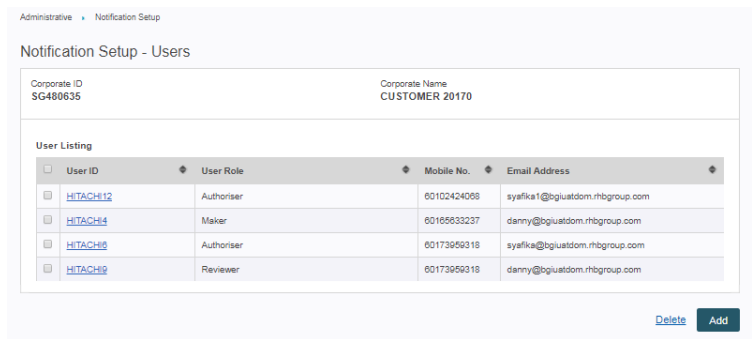 Administrative › Notification Setup
Notification Setup - Users
Corporate ID Corporate Name
SG480635 CUSTOMER 20170
User Listing
User ID User Role Mobile No. Email Address
HITACHI12 Authoriser 60102424068 syafika1@bgiuatdom.rhbgroup.com
HITACHI4 Maker 60165633237 danny@bgiuatdom.rhbgroup.com
HITACHI6 Authoriser 60173959318 syafika@bgiuatdom.rhbgroup.com
HITACHI9 Reviewer 60173959318 danny@bgiuatdom.rhbgroup.com
Delete Add